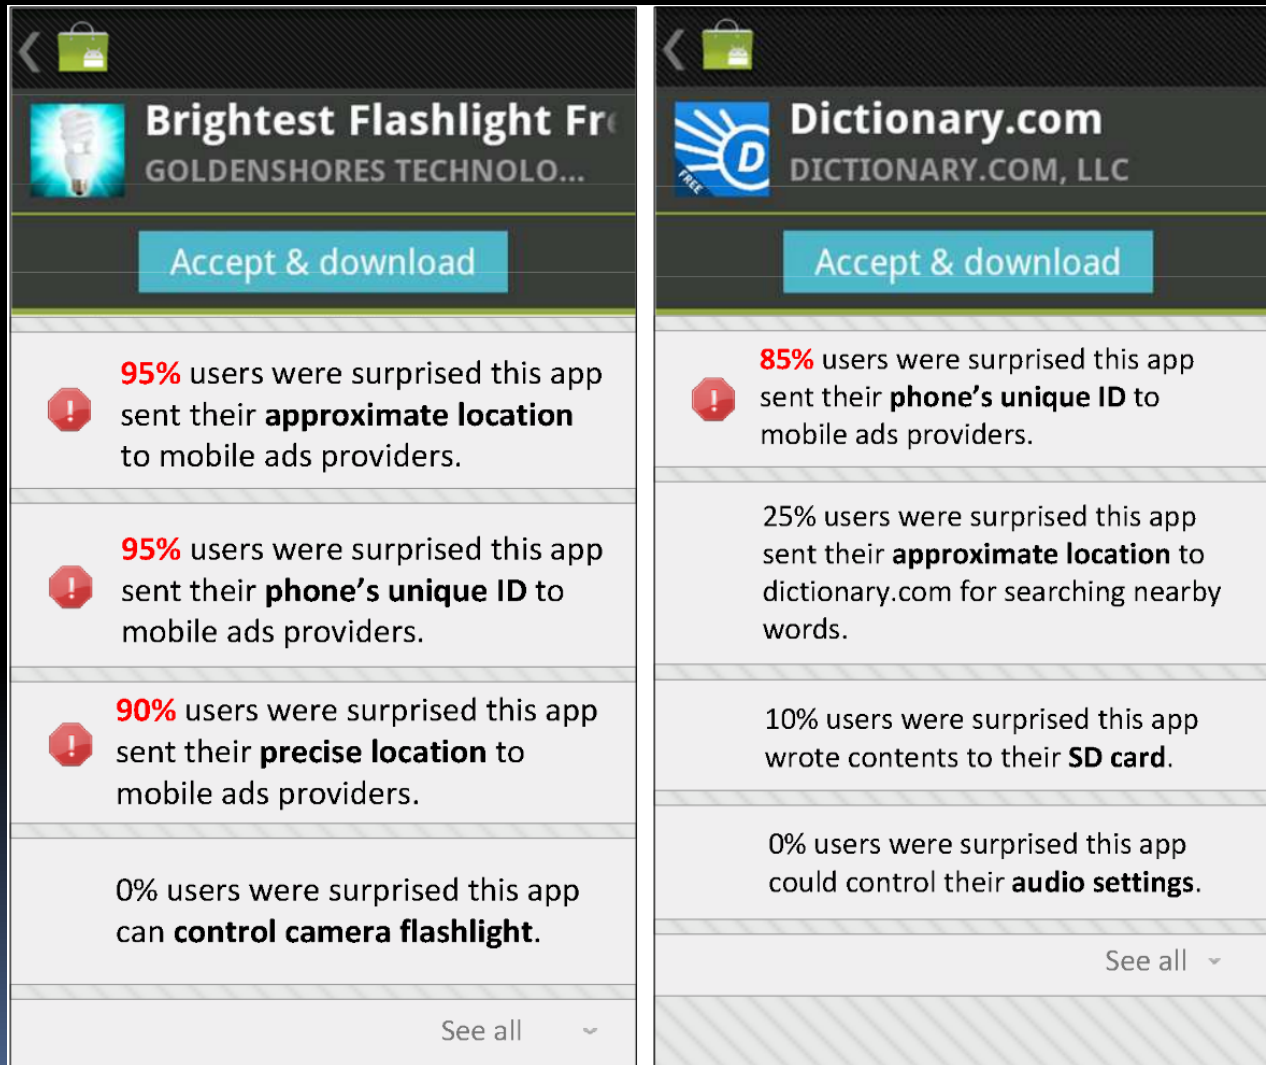 Brightest Flashlight Fr
GOLDENSHORES TECHNOLO...
Accept & download
95% users were surprised this app
sent their approximate location
to mobile ads providers.
95% users were surprised this app
sent their phone's unique ID to
mobile ads providers.
90% users were surprised this app
sent their precise location to
mobile ads providers.
0% users were surprised this app
can control camera flashlight.
See all
Dictionary.com
DICTIONARY.COM, LLC
D
FREE
Accept & download
85% users were surprised this app
sent their phone's unique ID to
mobile ads providers.
25% users were surprised this app
sent their approximate location to
dictionary.com for searching nearby
words.
10% users were surprised this app
wrote contents to their SD card.
0% users were surprised this app
could control their audio settings.
See all